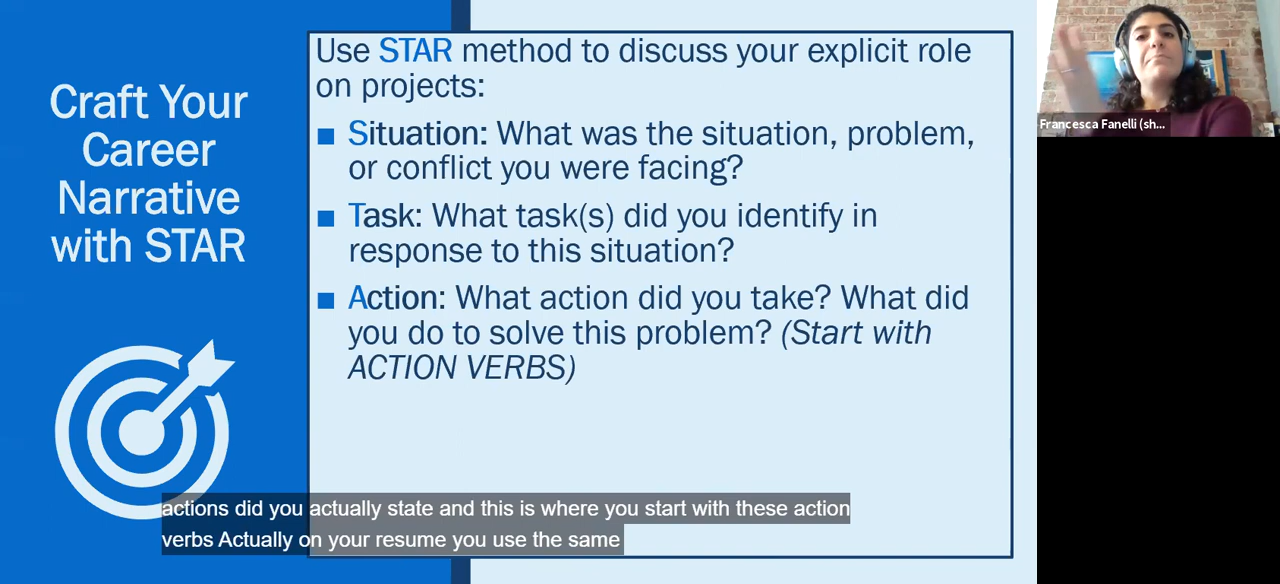 Craft Your
Career
Narrative
with STAR
Use STAR method to discuss your explicit role
on projects:
■ Situation: What was the situation, problem,
or conflict you were facing?
■ Task: What task(s) did you identify in
response to this situation?
■ Action: What action did you take? What did
you do to solve this problem? (Start with
ACTION VERBS)
actions did you actually state and this is where you start with these action
verbs Actually on your resume you use the same
Francesca Fanelli (sh...